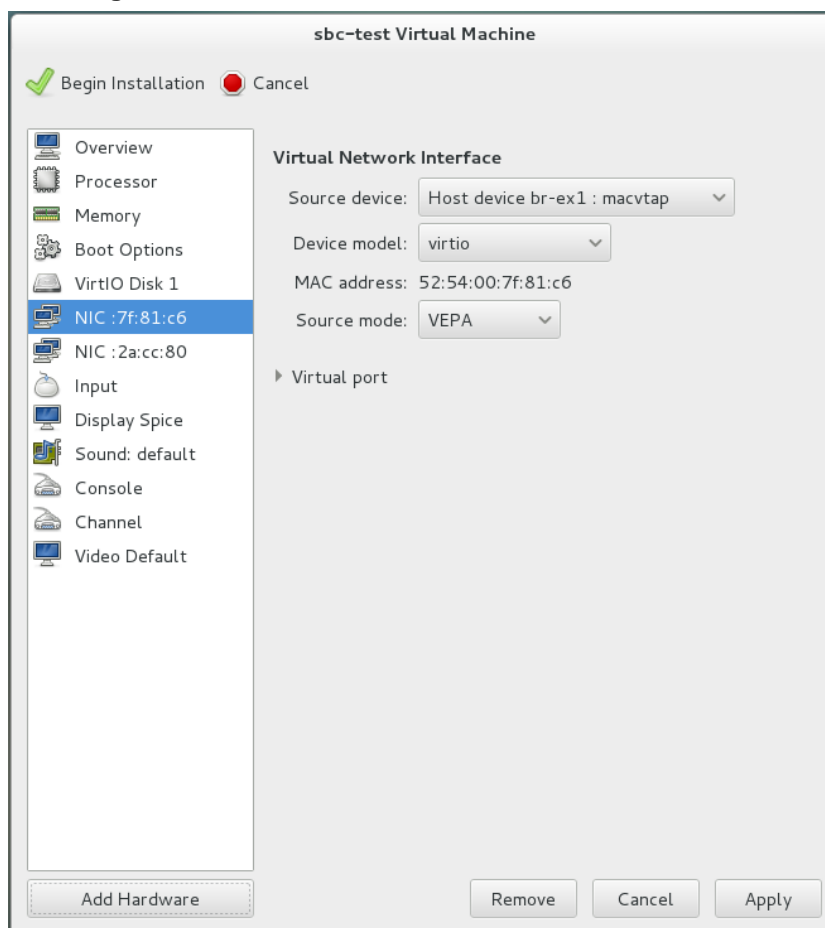 sbc-test Virtual Machine
Begin Installation Cancel
Overview
Processor
Memory
Boot Options
VirtIO Disk 1
NIC :7f:81:c6
NIC :2a:cc:80
Input
Display Spice
Sound: default
Console
Channel
Video Default
Add Hardware
Virtual Network Interface
Source device: Host device br-ex1 : macvtap
Device model: virtio
MAC address: 52:54:00:7f:81:c6
Source mode: VEPA
Virtual port
Remove Cancel Apply